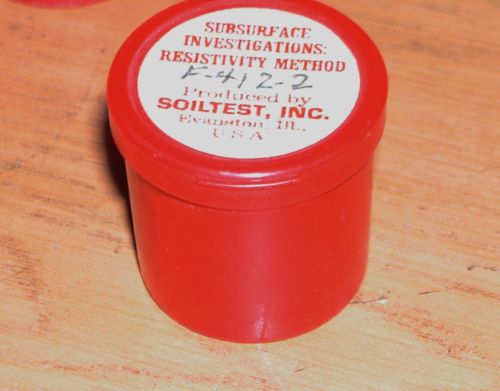 SUBSURFACE
INVESTIGATIONS:
RESISTIVITY METHOD
F-412-2
Produced by
SOILTEST, INC.
Evanston, Ill.,
U S A